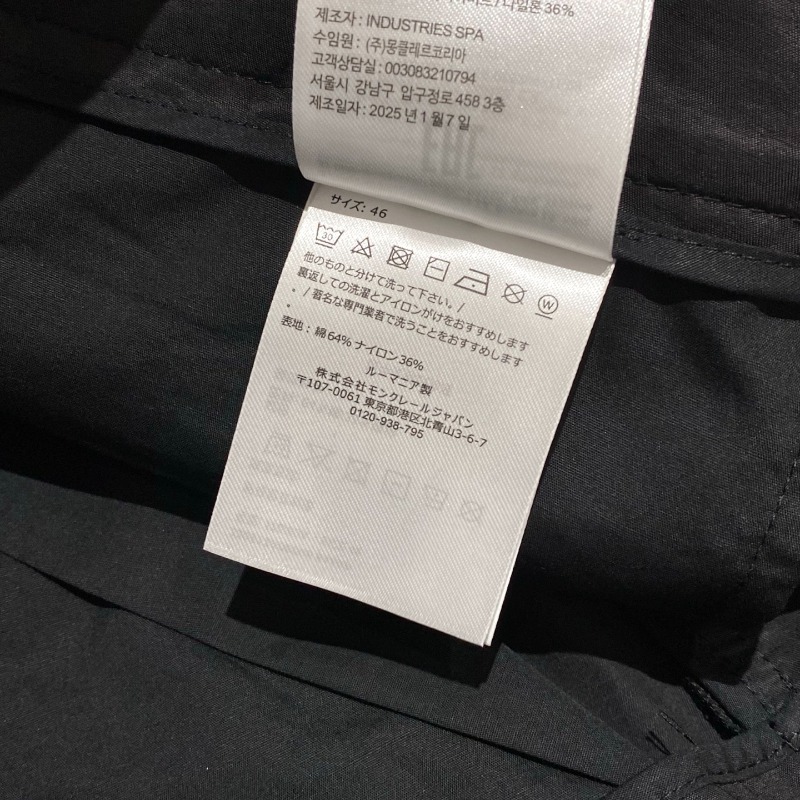 나일론 36%
제조자 : INDUSTRIES SPA
수입원 : (주)몽클레르코리아
고객상담실 : 003083210794
서울시 강남구 압구정로 458 3층
제조일자 : 2025 년 1 월 7 일
サイズ: 46
30
W
他のものと分けて洗って下さい。/
裏返しての洗濯とアイロンがけをおすすめします
。/ 著名な専門業者で洗うことをおすすめします
。
表地 : 綿 64% ナイロン 36%
ルーマニア製
株式会社モンクレールジャパン
〒107-0061 東京都港区北青山3-6-7
0120-938-795